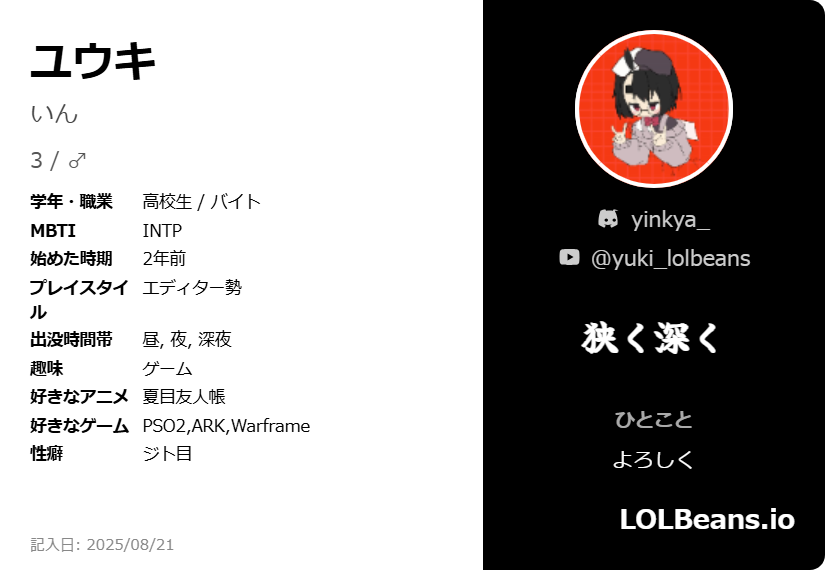 ユウキ
いん
3 / ♂
学年・職業 高校生 / バイト
MBTI INTP
始めた時期 2年前
プレイスタイル エディター勢
出没時間帯 昼, 夜, 深夜
趣味 ゲーム
好きなアニメ 夏目友人帳
好きなゲーム PSO2,ARK,Warframe
性癖 ジト目
記入日: 2025/08/21
yinkya_
@yuki_lolbeans
狭く深く
ひとこと
よろしく
LOLBeans.io